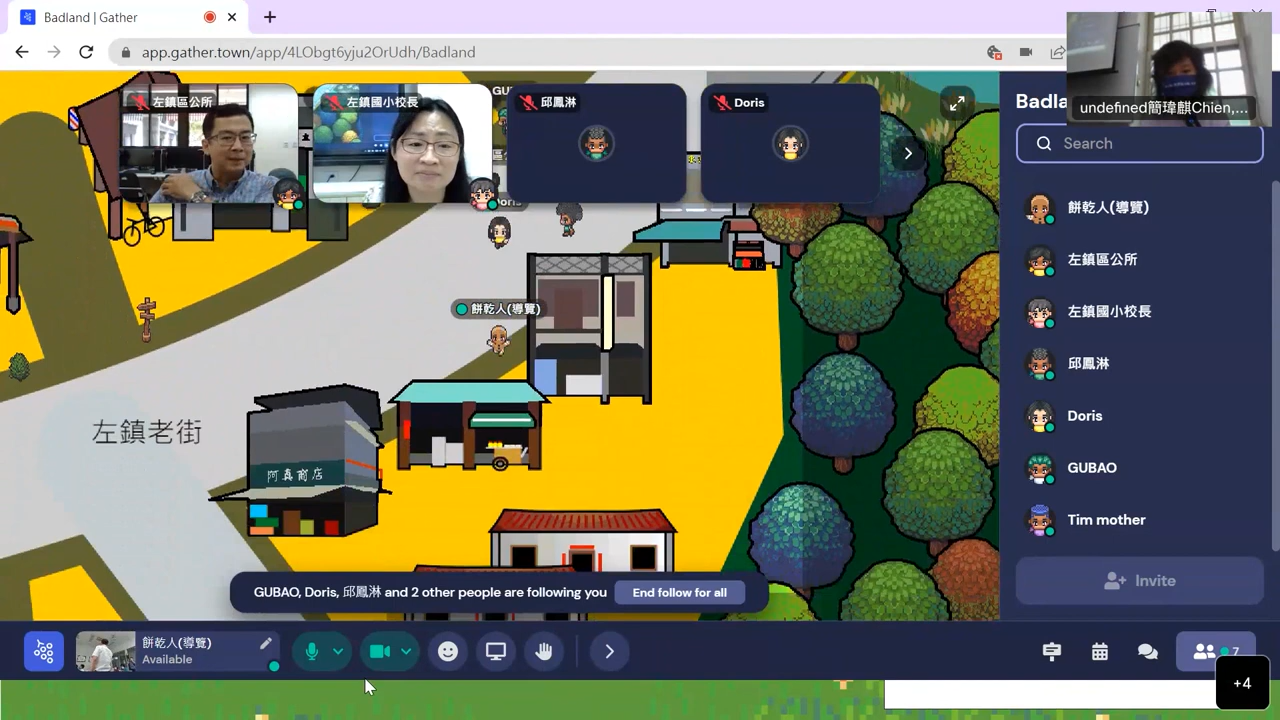 Badland | Gather
app.gather.town/app/4LObgt6yju2OrUdh/Badland
undefined簡瑋麒Chien,...
左鎮區公所
左鎮國小校長
邱鳳淋
Doris
Badla
Search
餅乾人(導覽)
左鎮區公所
左鎮國小校長
邱鳳淋
Doris
GUBAO
Tim mother
Invite
餅乾人(導覽)
左鎮老街
阿真商店
GUBAO, Doris, 邱鳳淋 and 2 other people are following you
End follow for all
餅乾人(導覽)
Available
7
+4